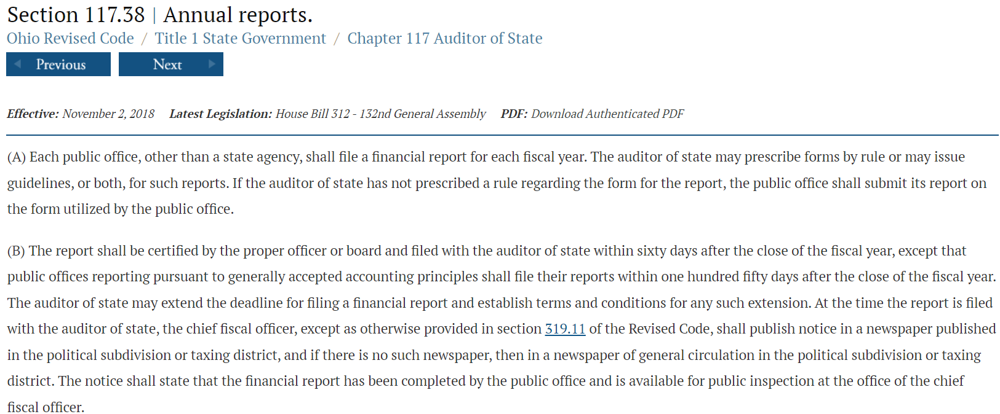 Section 117.38 | Annual reports.
Ohio Revised Code / Title 1 State Government / Chapter 117 Auditor of State
Previous Next
Effective: November 2, 2018 Latest Legislation: House Bill 312 - 132nd General Assembly PDF: Download Authenticated PDF
(A) Each public office, other than a state agency, shall file a financial report for each fiscal year. The auditor of state may prescribe forms by rule or may issue
guidelines, or both, for such reports. If the auditor of state has not prescribed a rule regarding the form for the report, the public office shall submit its report on
the form utilized by the public office.
(B) The report shall be certified by the proper officer or board and filed with the auditor of state within sixty days after the close of the fiscal year, except that
public offices reporting pursuant to generally accepted accounting principles shall file their reports within one hundred fifty days after the close of the fiscal year.
The auditor of state may extend the deadline for filing a financial report and establish terms and conditions for any such extension. At the time the report is filed
with the auditor of state, the chief fiscal officer, except as otherwise provided in section 319.11 of the Revised Code, shall publish notice in a newspaper published
in the political subdivision or taxing district, and if there is no such newspaper, then in a newspaper of general circulation in the political subdivision or taxing
district. The notice shall state that the financial report has been completed by the public office and is available for public inspection at the office of the chief
fiscal officer.